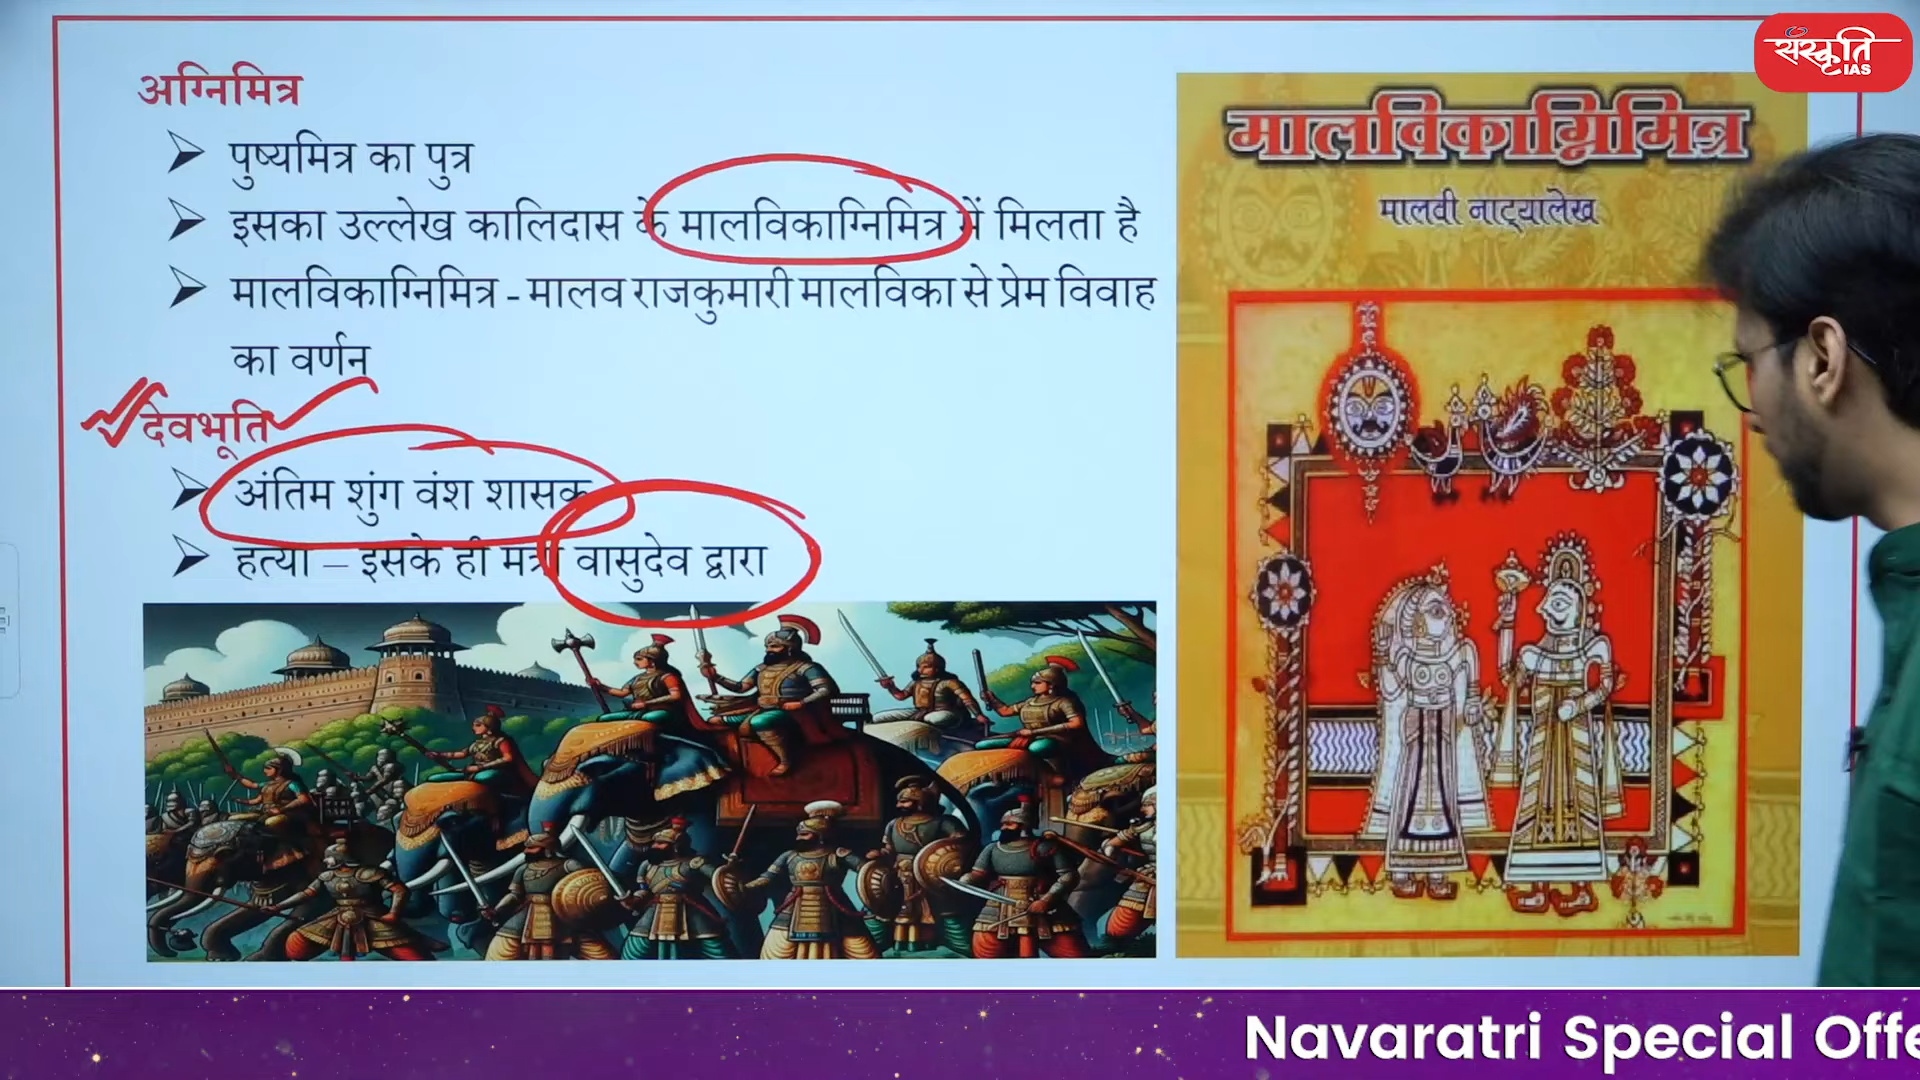 संस्कृति
IAS
अग्निमित्र
पुष्यमित्र का पुत्र
इसका उल्लेख कालिदास के मालविकाग्निमित्र में मिलता है
मालविकाग्निमित्र - मालव राजकुमारी मालविका से प्रेम विवाह
का वर्णन
देवभूति
अंतिम शुंग वंश शासक
हत्या – इसके ही मंत्री वासुदेव द्वारा
मालविकाग्निमित्र
मालवी नाट्यालेख
Navaratri Special Offe